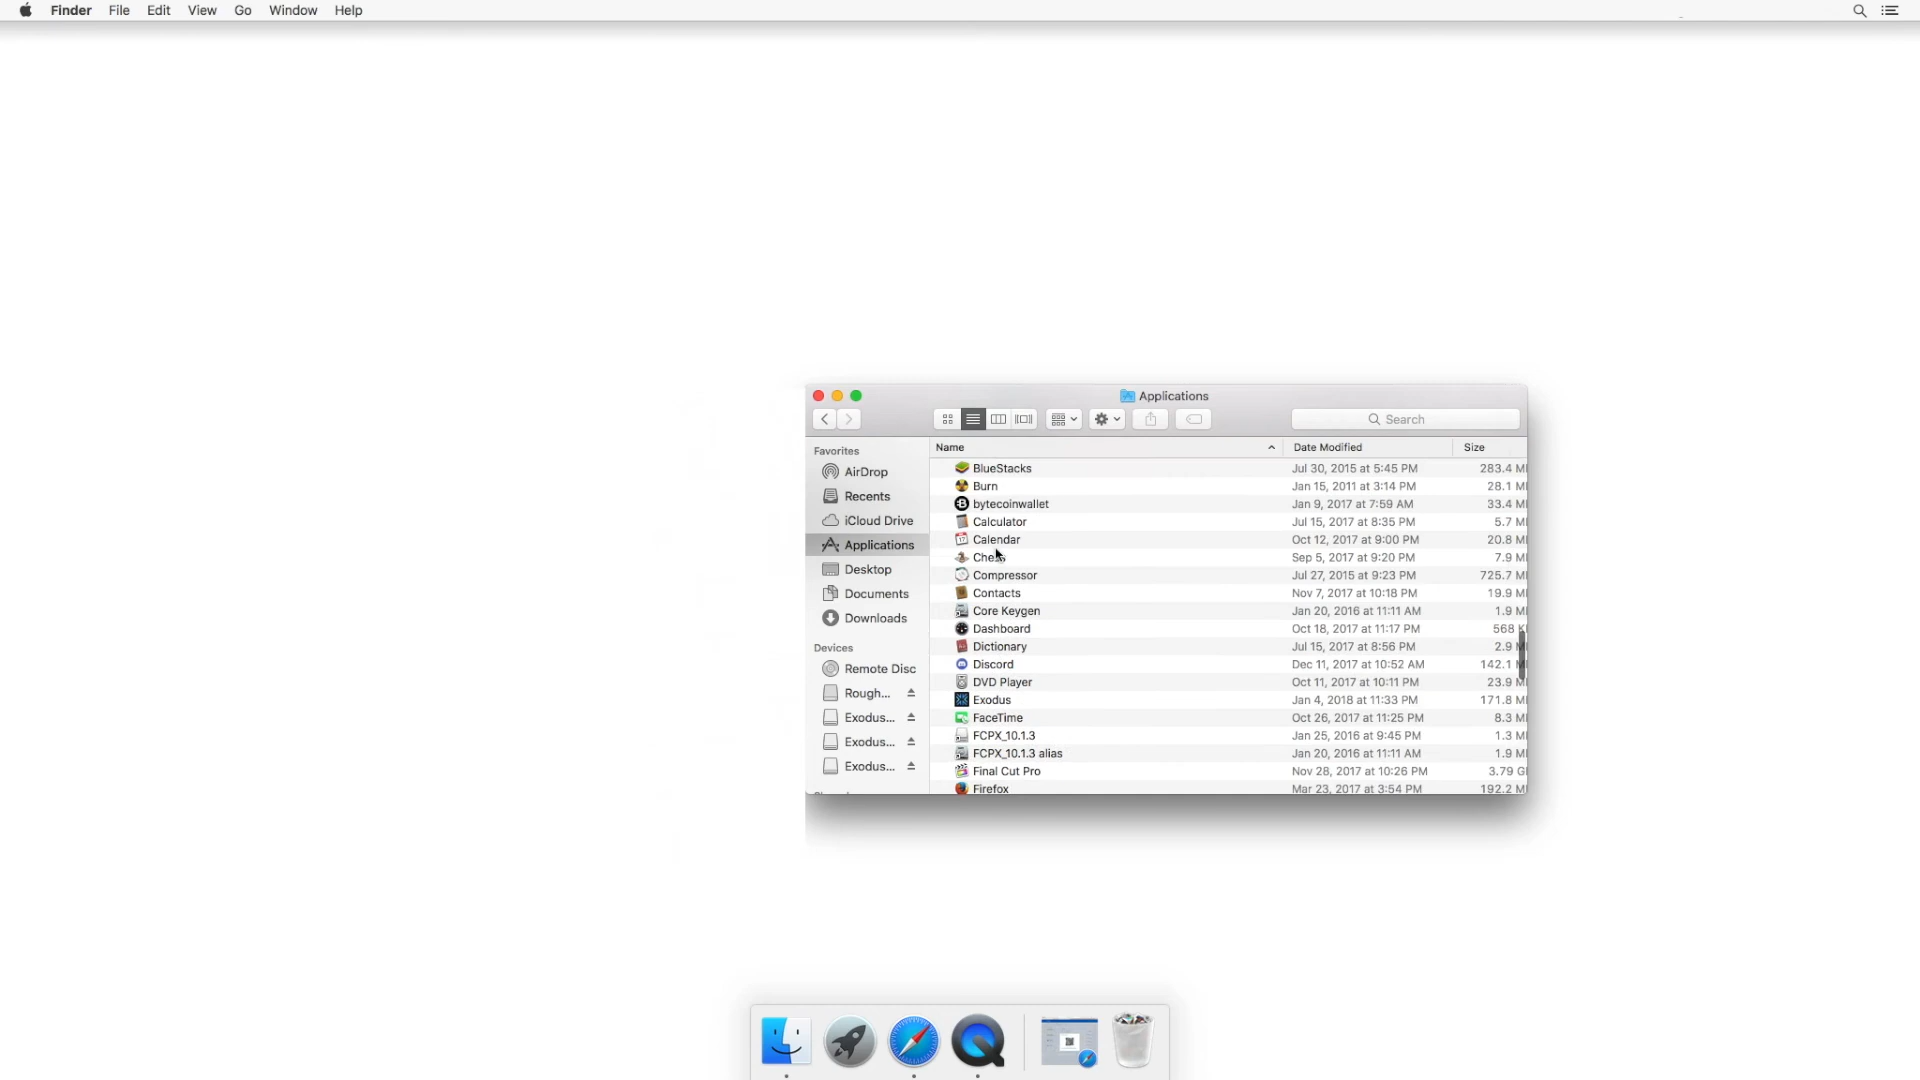 Finder File Edit View Go Window Help
Applications
Search
Favorites
AirDrop
Recents
iCloud Drive
Applications
Desktop
Documents
Downloads
Devices
Remote Disc
Rough...
Exodus...
Exodus...
Exodus...
Name Date Modified Size
BlueStacks Jul 30, 2015 at 5:45 PM 283.4 M
Burn Jan 15, 2011 at 3:14 PM 28.1 M
bytecoinwallet Jan 9, 2017 at 7:59 AM 33.4 M
Calculator Jul 15, 2017 at 8:35 PM 5.7 M
Calendar Oct 12, 2017 at 9:00 PM 20.8 M
Chess Sep 5, 2017 at 9:20 PM 7.9 M
Compressor Jul 27, 2015 at 9:23 PM 725.7 M
Contacts Nov 7, 2017 at 10:18 PM 19.9 M
Core Keygen Jan 20, 2016 at 11:11 AM 1.9 M
Dashboard Oct 18, 2017 at 11:17 PM 568 K
Dictionary Jul 15, 2017 at 8:56 PM 2.9 M
Discord Dec 11, 2017 at 10:52 AM 142.1 M
DVD Player Oct 11, 2017 at 10:11 PM 23.9 M
Exodus Jan 4, 2018 at 11:33 PM 171.8 M
FaceTime Oct 26, 2017 at 11:25 PM 8.3 M
FCPX_10.1.3 Jan 25, 2016 at 9:45 PM 1.3 M
FCPX_10.1.3 alias Jan 20, 2016 at 11:11 AM 1.9 M
Final Cut Pro Nov 28, 2017 at 10:26 PM 3.79 G
Firefox Mar 23, 2017 at 3:54 PM 192.2 M